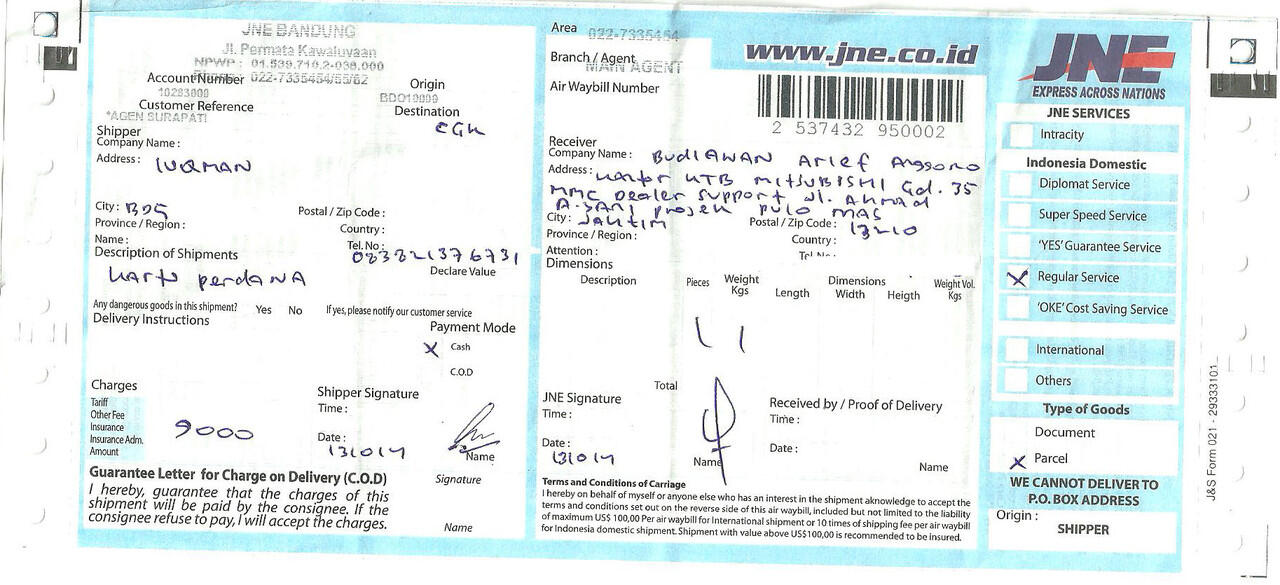 JNE BANDUNG
Jl. Permata Kawaluyaan
NPWP : 01.539.710.2-038.000
022-7335454/55/62
Account Number
10283000
Customer Reference
*AGEN SURAPATI
Origin
BDO10000
Destination
CGK
Shipper
Company Name :
Address : LUQMAN
City : BDG
Postal / Zip Code :
Province / Region :
Country :
Name :
Tel. No :
Description of Shipments
Declare Value
Kartu perdana
Any dangerous goods in this shipment? Yes No If yes, please notify our customer service
Delivery Instructions
Payment Mode
X Cash
C.O.D
Charges
Tariff
Other Fee
Insurance
Insurance Adm.
Amount
9000
Shipper Signature
Time :
Date :
131014
Name
Guarantee Letter for Charge on Delivery (C.O.D)
I hereby, guarantee that the charges of this
shipment will be paid by the consignee. If the
consignee refuse to pay, I will accept the charges.
Signature
Name
Area
022-7335454
Branch / Agent
MAIN AGENT
Air Waybill Number
www.jne.co.id
2 537432 950002
Receiver
Company Name : BUDIAWAN Arief Anggoro
Address : Kantor KTB MITSUBISHI Gd. 35
MMC Dealer Support Jl. AHMAD
A. YANI proyek PULO MAS
City : JAKTIM
Postal / Zip Code : 13210
Province / Region :
Country :
Attention :
Tel No.
Dimensions
Description Pieces Weight Kgs Dimensions Length Width Heigth Weight Vol. Kgs
1 1
Total
JNE Signature
Time :
Date :
131014
Name
Received by / Proof of Delivery
Time :
Date :
Name
Terms and Conditions of Carriage
I hereby on behalf of myself or anyone else who has an interest in the shipment aknowledge to accept the
terms and conditions set out on the reverse side of this air waybill, included but not limited to the liability
of maximum US$ 100,00 Per air waybill for International shipment or 10 times of shipping fee per air waybill
for Indonesia domestic shipment. Shipment with value above US$100,00 is recommended to be insured.
JNE
EXPRESS ACROSS NATIONS
JNE SERVICES
Intracity
Indonesia Domestic
Diplomat Service
Super Speed Service
'YES' Guarantee Service
X Regular Service
'OKE' Cost Saving Service
International
Others
Type of Goods
Document
X Parcel
WE CANNOT DELIVER TO
P.O. BOX ADDRESS
Origin :
SHIPPER
J&S Form 021 - 29333101